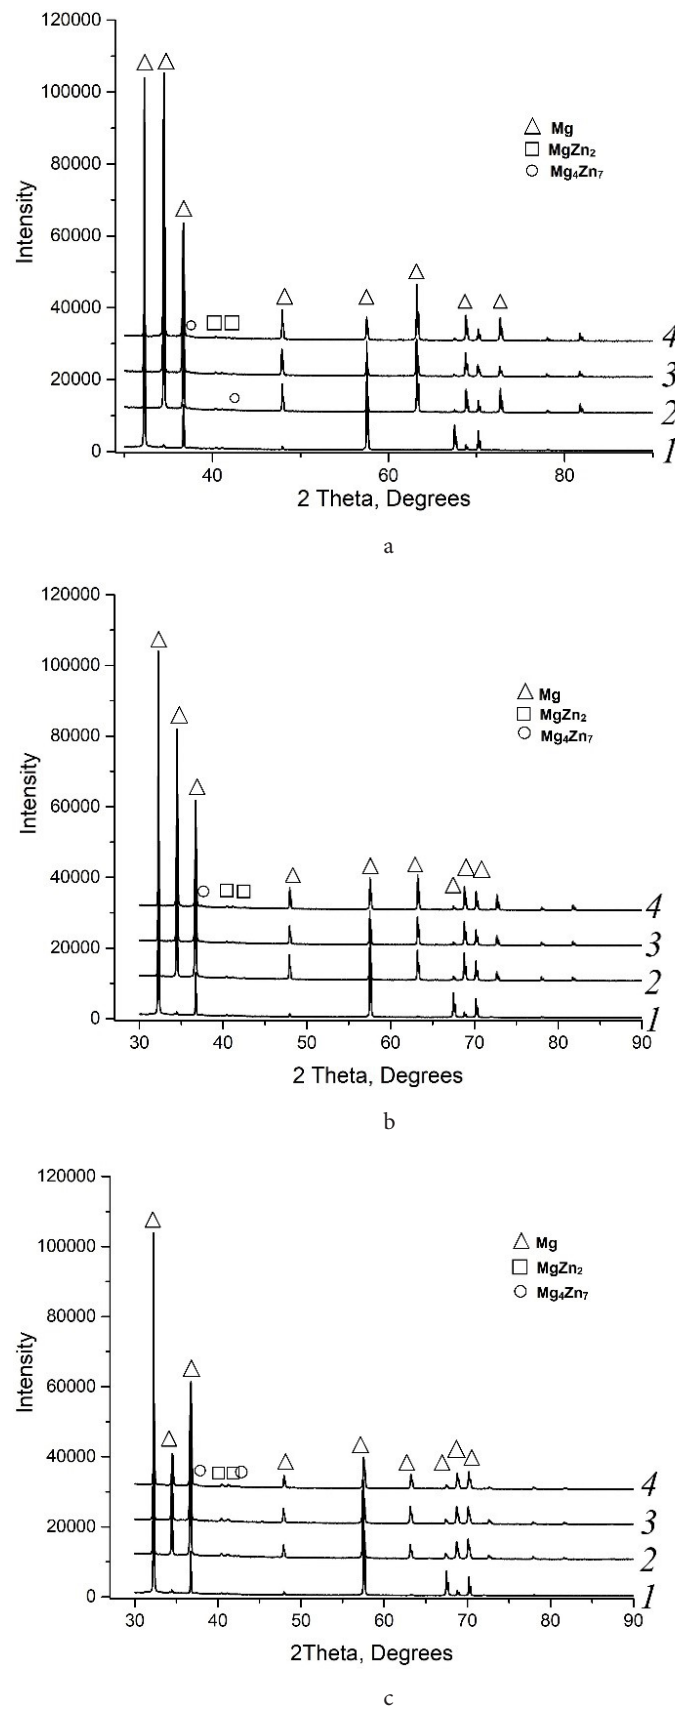 120000
100000
80000
60000
40000
20000
0
Intensity
Mg
MgZn₂
Mg₄Zn₇
4
3
2
1
40 60 80
2 Theta, Degrees
a
120000
100000
80000
60000
40000
20000
0
Intensity
Mg
MgZn₂
Mg₄Zn₇
4
3
2
1
30 40 50 60 70 80 90
2 Theta, Degrees
b
120000
100000
80000
60000
40000
20000
0
Intensity
Mg
MgZn₂
Mg₄Zn₇
4
3
2
1
30 40 50 60 70 80 90
2Theta, Degrees
c